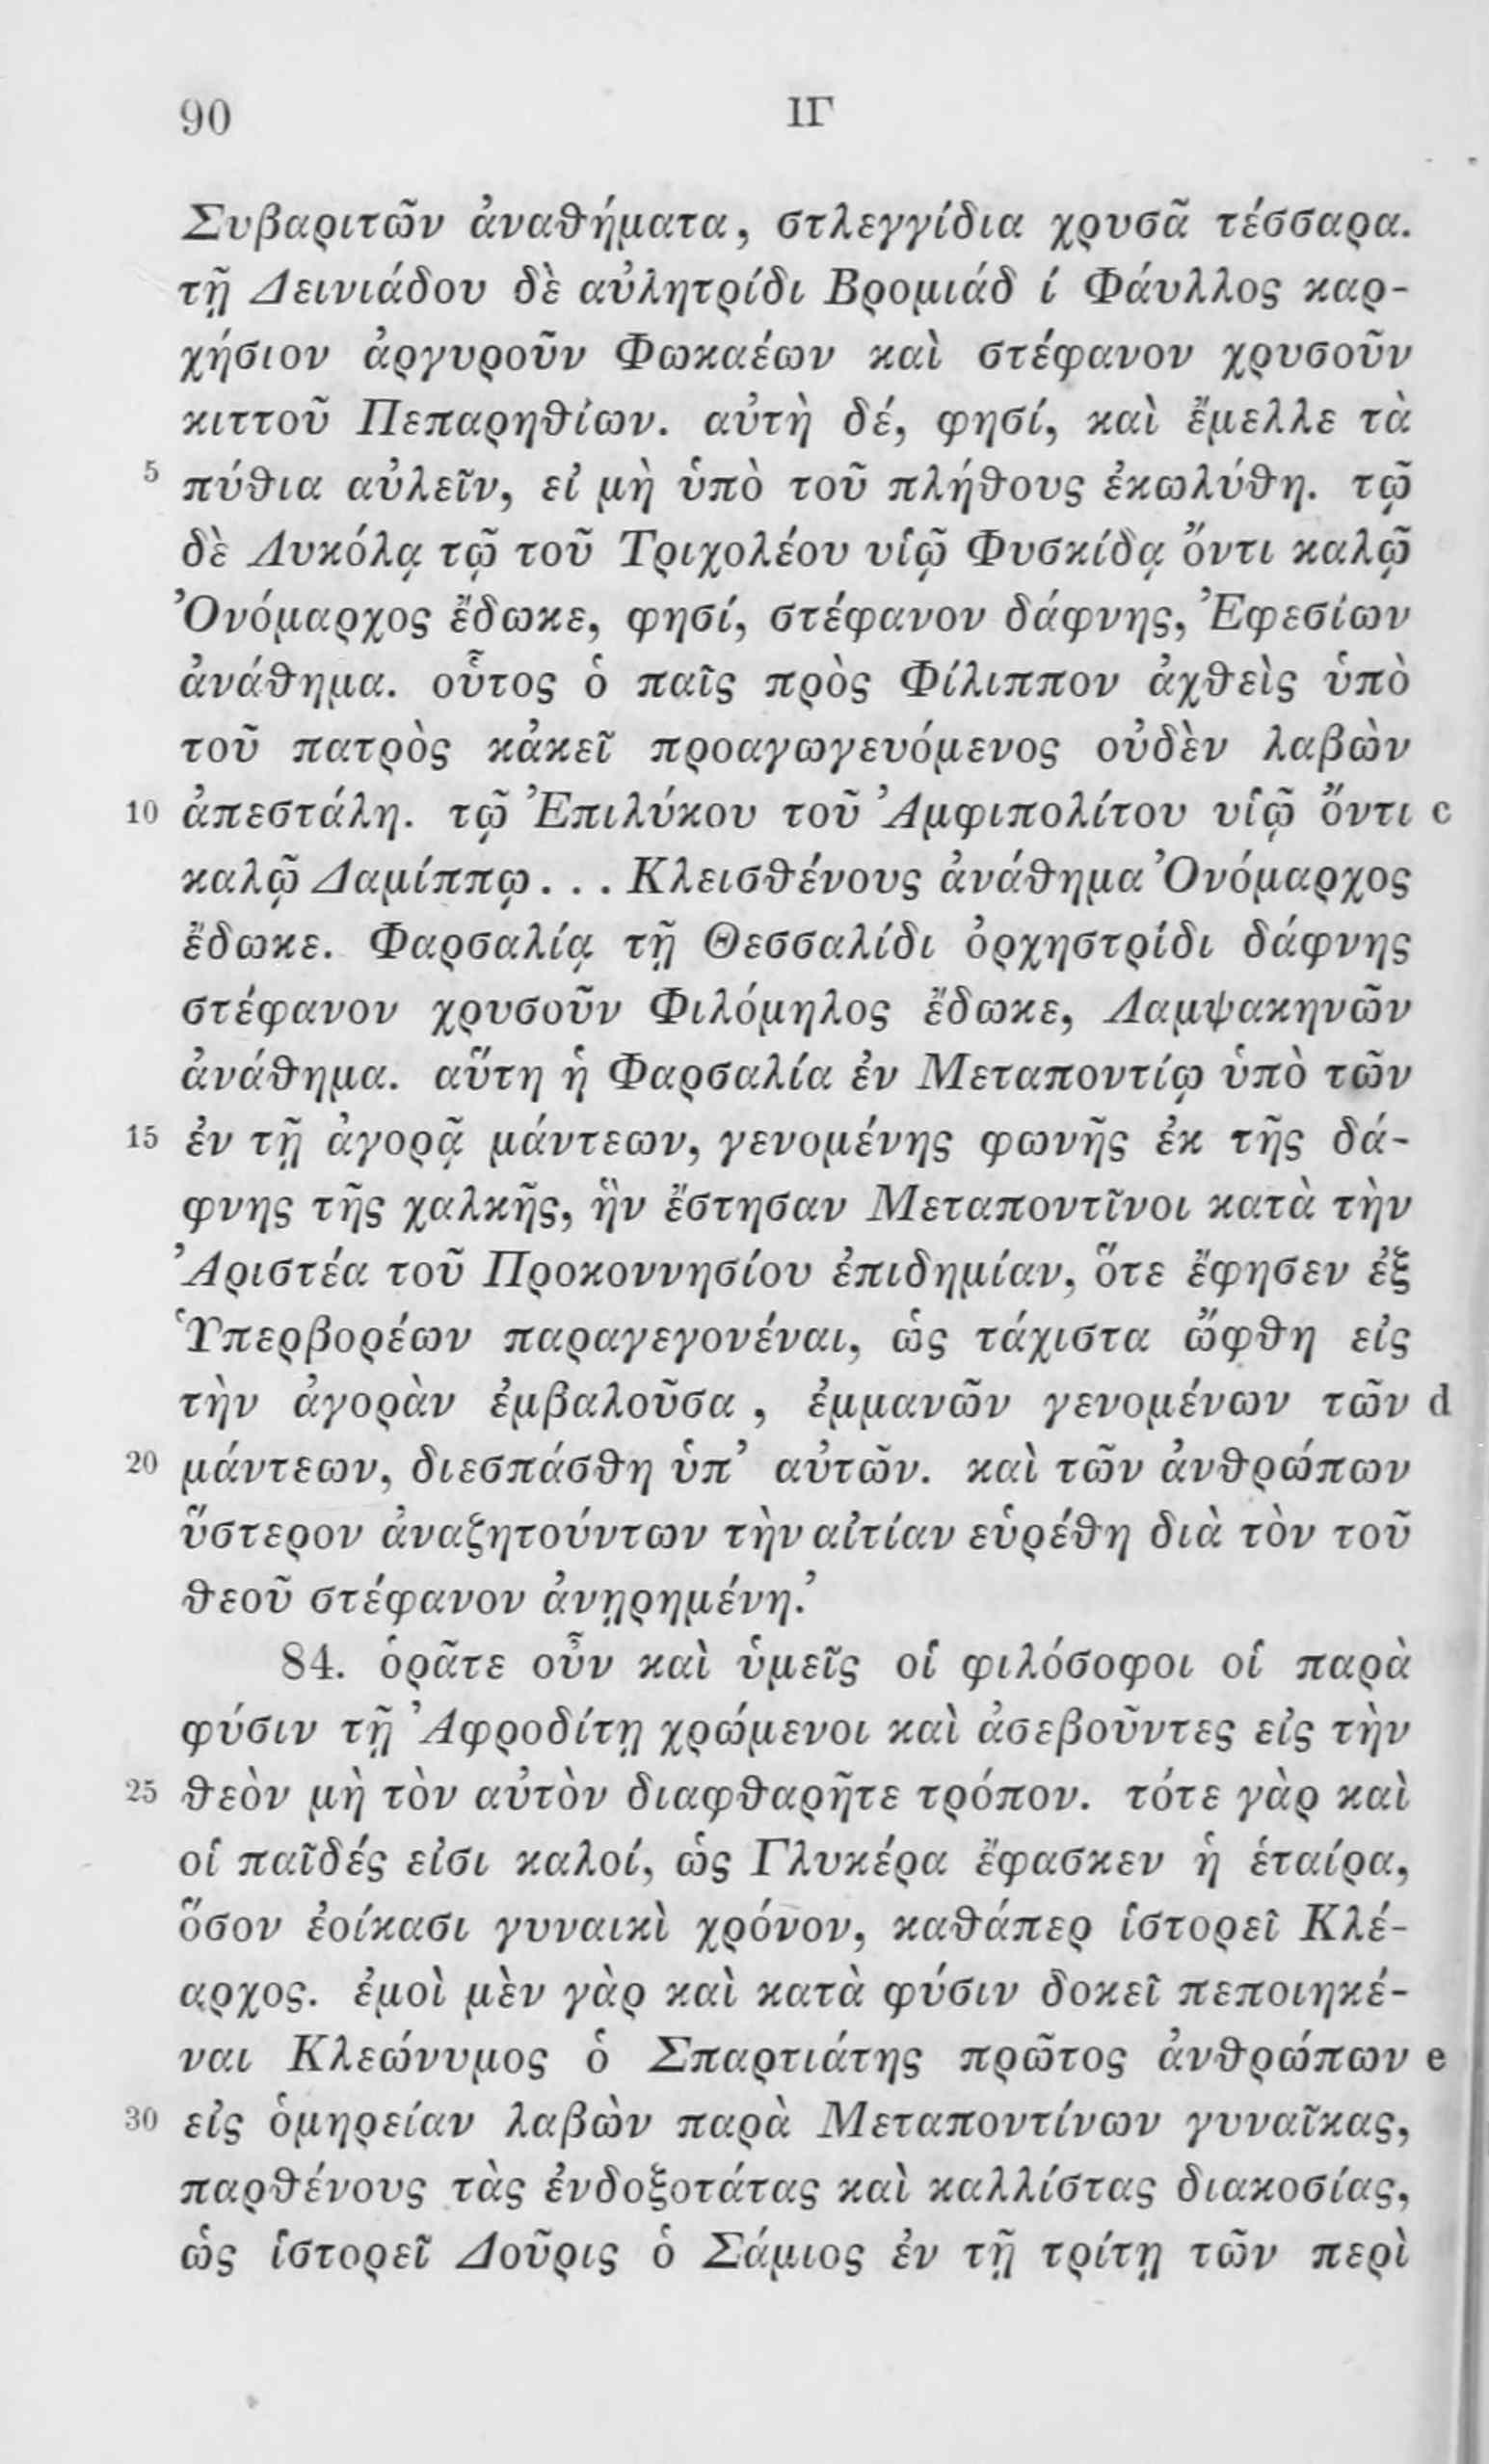 90 ΙΓ
Συβαριτῶν ἀναθήματα, στλεγγίδια χρυσᾶ τέσσαρα.
τῇ Δεινιάδου δὲ αὐλητρίδι Βρομιάδ ί Φάυλλος καρ-
χήσιον ἀργυροῦν Φωκαέων καὶ στέφανον χρυσοῦν
κιττοῦ Πεπαρηθίων. αὐτὴ δέ, φησί, καὶ ἔμελλε τὰ
5 πύθια αὐλεῖν, εἰ μὴ ὑπὸ τοῦ πλήθους ἐκωλύθη. τῷ
δὲ Λυκόλᾳ τῷ τοῦ Τριχολέου υἱῷ Φυσκίδᾳ ὄντι καλῷ
Ὀνόμαρχος ἔδωκε, φησί, στέφανον δάφνης, Ἐφεσίων
ἀνάθημα. οὗτος ὁ παῖς πρὸς Φίλιππον ἀχθεὶς ὑπὸ
τοῦ πατρὸς κἀκεῖ προαγωγευόμενος οὐδὲν λαβὼν
10 ἀπεστάλη. τῷ Ἐπιλύκου τοῦ Ἀμφιπολίτου υἱῷ ὄντι c
καλῷ Δαμίππῳ... Κλεισθένους ἀνάθημα Ὀνόμαρχος
ἔδωκε. Φαρσαλίᾳ τῇ Θεσσαλίδι ὀρχηστρίδι δάφνης
στέφανον χρυσοῦν Φιλόμηλος ἔδωκε, Λαμψακηνῶν
ἀνάθημα. αὕτη ἡ Φαρσαλία ἐν Μεταποντίῳ ὑπὸ τῶν
15 ἐν τῇ ἀγορᾷ μάντεων, γενομένης φωνῆς ἐκ τῆς δά-
φνης τῆς χαλκῆς, ἣν ἔστησαν Μεταποντῖνοι κατὰ τὴν
Ἀριστέα τοῦ Προκοννησίου ἐπιδημίαν, ὅτε ἔφησεν ἐξ
Ὑπερβορέων παραγεγονέναι, ὡς τάχιστα ὤφθη εἰς
τὴν ἀγορὰν ἐμβαλοῦσα, ἐμμανῶν γενομένων τῶν d
20 μάντεων, διεσπάσθη ὑπ’ αὐτῶν. καὶ τῶν ἀνθρώπων
ὕστερον ἀναζητούντων τὴν αἰτίαν εὑρέθη διὰ τὸν τοῦ
θεοῦ στέφανον ἀνῃρημένη.’
84. ὁρᾶτε οὖν καὶ ὑμεῖς οἱ φιλόσοφοι οἱ παρὰ
φύσιν τῇ Ἀφροδίτῃ χρώμενοι καὶ ἀσεβοῦντες εἰς τὴν
25 θεὸν μὴ τὸν αὐτὸν διαφθαρῆτε τρόπον. τότε γὰρ καὶ
οἱ παῖδές εἰσι καλοί, ὡς Γλυκέρα ἔφασκεν ἡ ἑταίρα,
ὅσον ἐοίκασι γυναικὶ χρόνον, καθάπερ ἱστορεῖ Κλέ-
αρχος. ἐμοὶ μὲν γὰρ καὶ κατὰ φύσιν δοκεῖ πεποιηκέ-
ναι Κλεώνυμος ὁ Σπαρτιάτης πρῶτος ἀνθρώπων e
30 εἰς ὁμηρείαν λαβὼν παρὰ Μεταποντίνων γυναῖκας,
παρθένους τὰς ἐνδοξοτάτας καὶ καλλίστας διακοσίας,
ὡς ἱστορεῖ Δοῦρις ὁ Σάμιος ἐν τῇ τρίτῃ τῶν περὶ